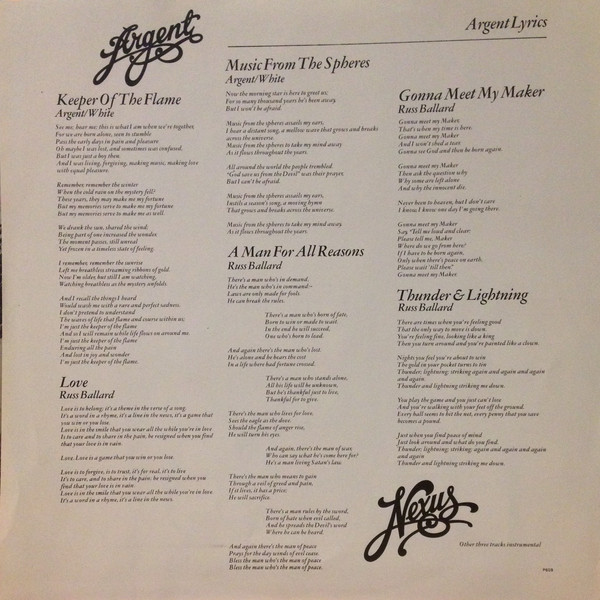 Argent
Argent Lyrics
Keeper Of The Flame
Argent/White
See me; hear me; this is what I am when we're together,
For we are born alone, seen to stumble
Pass the early days in pain and pleasure
Oh maybe I was lost, and sometimes was confused.
But I was just a boy then.
And I was living, forgiving, making music, making love
with equal pleasure.
Remember, remember the winter
When the cold rain on the mystery fell?
These years, they may make me my fortune
But my memories serve to make me me as well.
But my memories serve to make me as well.
We drank the sun, shared the wind;
Being part of one increased the wonder.
The moment passes, still unreal
Yet frozen in a timeless state of feeling.
I remember, remember the sunrise
Left me breathless streaming ribbons of gold.
Now I'm older, but still I am watching,
Watching breathless as the mystery unfolds.
And I recall the things I heard
Would watch me with a rare and perfect sadness.
I don't pretend to understand
The waves of life that flame and course within us;
I'm just the keeper of the flame
And so I will remain while life flows on around me.
I'm just the keeper of the flame
Enduring all the pain
And lost in joy and wonder
I'm just the keeper of the flame.
Love
Russ Ballard
Love is to belong; it's a theme in the verse of a song.
It's a word in a rhyme, it's a line in the news, it's a game that
you win or you lose.
Love is in the smile that you wear all the while you're in love
Is to care and to share in the pain, be resigned when you find
that your love is in vain.
Love, Love is a game that you win or you lose.
Love is to forgive, is to trust, it's for real, it's to live
It's to care, and to share in the pain, be resigned when you
find that your love is in vain
Love is in the smile that you wear all the while you're in love.
It's a word in a rhyme, it's a line in the news.
Music From The Spheres
Argent/White
Now the morning star is here to greet us;
For so many thousand years he's been away.
But I won't be afraid.
Music from the spheres assails my ears,
I hear a distant song, a mellow wave that grows and breaks
across the universe.
Music from the spheres to take my mind away
As it flows throughout the years.
All around the world the people trembled.
"God save us from the Devil" was their prayer,
But I can't be afraid.
Music from the spheres assails my ears,
Instils a season's song, a moving hymn
That grows and breaks across the universe.
Music from the spheres to take my mind away.
As it flows throughout the years.
A Man For All Reasons
Russ Ballard
There's a man who's in demand,
He's the man who's in command –
Laws are only made for fools.
He can break the rules.
There's a man who's born of fate,
Born to win or made to wait.
In the end he will succeed,
One who's born to lead.
And again there's man who's lost.
He's alone and he bears the cost
In a life where bad fortune crossed.
There's a man who stands alone,
All his life he be unknown,
But he's thankful just to live,
Thankful for to give.
There's the man who lives for love,
Sees the eagle as the dove
Should the flame of anger rise,
He will turn his eyes.
And again, there's the man of war,
Who can say what he's come here for?
He's a man living Satan's law.
There's the man who means to gain
Through a veil of greed and pain,
If it lives, it has a price;
He will sacrifice.
There's a man rules by the sword,
Born of hate when evil called,
And he spreads the Devil's word
Where he can be heard
And again there's the man of peace
Prays for the day winds of evil cease.
Bless the man who's the man of peace
Bless the man who's the man of peace.
Gonna Meet My Maker
Russ Ballard
Gonna meet my Maker,
That's when my time is here.
Gonna meet my Maker
And I won't shed a tear.
Gonna see God and then be born again.
Gonna meet my Maker
Then ask the question why
Why some are left alone
And why the innocent die.
Never been to heaven, but I don't care
I know I know one day I'm going there.
Gonna meet my Maker
Say "Tell me loud and clear;
Please tell me, Maker
Where do we go from here?
If I have to be born again,
Only when there's peace on earth.
Please wait 'till then".
Gonna meet my Maker
Thunder & Lightning
Russ Ballard
There are times when you're feeling good
That the only way to move is down.
You're feeling fine, looking like a king
Then you turn around and you're painted like a clown.
Nights you feel you're about to win
The gold in your pocket turns to tin
Thunder; lightning; striking again and again and again
and again.
Thunder and lightning striking me down.
You play the game and you just can't lose
And you're walking with your feet off the ground.
Every ball seems to hit the net, every penny that you save
becomes a pound.
Just when you find peace of mind
Just look around and what do you find.
Thunder; lightning; striking again and again and again
and again
Thunder and lightning striking me down.
Nexus
Other three tracks instrumental